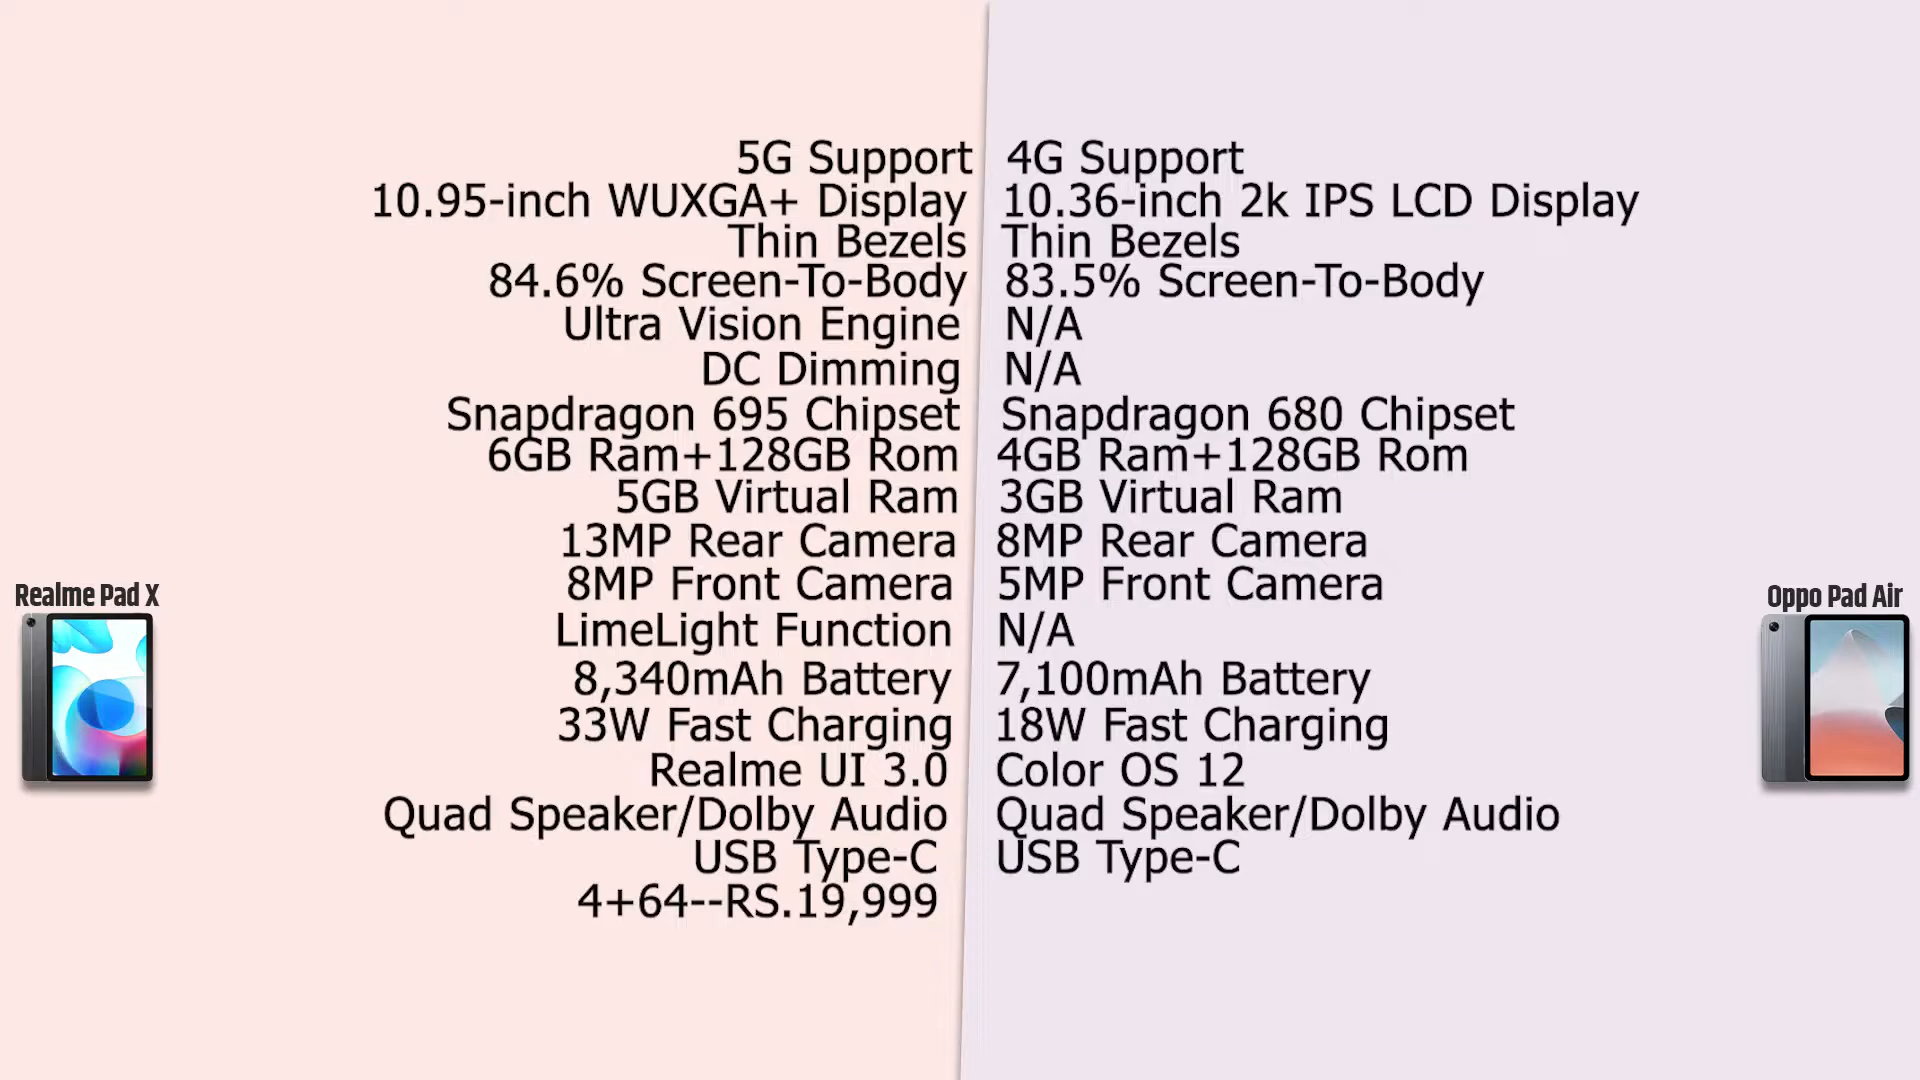 5G Support 4G Support
10.95-inch WUXGA+ Display 10.36-inch 2k IPS LCD Display
Thin Bezels Thin Bezels
84.6% Screen-To-Body 83.5% Screen-To-Body
Ultra Vision Engine N/A
DC Dimming N/A
Snapdragon 695 Chipset Snapdragon 680 Chipset
6GB Ram+128GB Rom 4GB Ram+128GB Rom
5GB Virtual Ram 3GB Virtual Ram
13MP Rear Camera 8MP Rear Camera
8MP Front Camera 5MP Front Camera
Realme Pad X Oppo Pad Air
LimeLight Function N/A
8,340mAh Battery 7,100mAh Battery
33W Fast Charging 18W Fast Charging
Realme UI 3.0 Color OS 12
Quad Speaker/Dolby Audio Quad Speaker/Dolby Audio
USB Type-C USB Type-C
4+64--RS.19,999